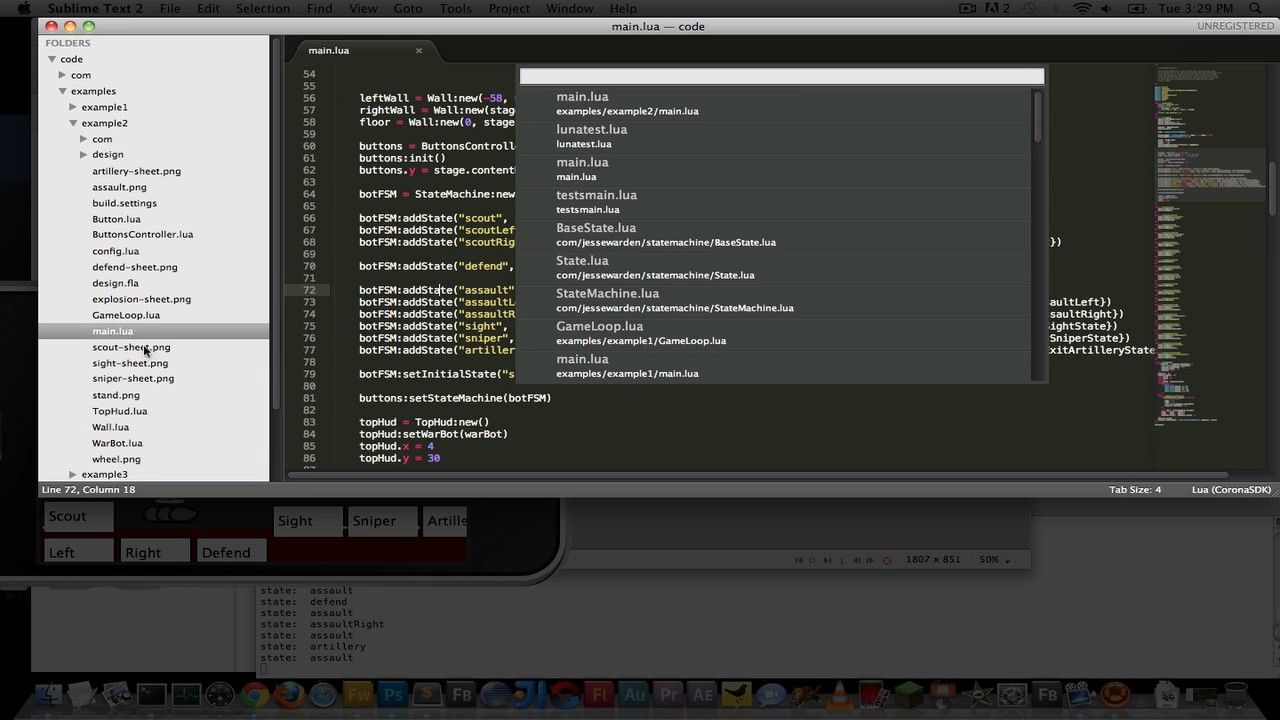 Sublime Text 2 File Edit Selection Find View Goto Tools Project Window Help
2 Tue 3:29 PM
main.lua — code
UNREGISTERED
FOLDERS
code
com
examples
example1
example2
com
design
artillery-sheet.png
assault.png
build.settings
Button.lua
ButtonsController.lua
config.lua
defend-sheet.png
design.fla
explosion-sheet.png
GameLoop.lua
main.lua
scout-sheet.png
sight-sheet.png
sniper-sheet.png
stand.png
TopHud.lua
Wall.lua
WarBot.lua
wheel.png
example3
main.lua
54
55
56 leftWall = Wall:new(-58,
57 rightWall = Wall:new(stag
58 floor = Wall:new(0, stage
59
60 buttons = ButtonsControll
61 buttons:init()
62 buttons.y = stage.content
63
64 botFSM = StateMachine:new
65
66 botFSM:addState("scout",
67 botFSM:addState("scoutLef
68 botFSM:addState("scoutRig })
69
70 botFSM:addState("defend",
71
72 botFSM:addState("assault"
73 botFSM:addState("assaultL aultLeft})
74 botFSM:addState("assaultR aultRight})
75 botFSM:addState("sight", ightState})
76 botFSM:addState("sniper", SniperState})
77 botFSM:addState("artiller xitArtilleryState
78
79 botFSM:setInitialState("s
80
81 buttons:setStateMachine(botFSM)
82
83 topHud = TopHud:new()
84 topHud:setWarBot(warBot)
85 topHud.x = 4
86 topHud.y = 30
main.lua
examples/example2/main.lua
lunatest.lua
lunatest.lua
main.lua
main.lua
testsmain.lua
testsmain.lua
BaseState.lua
com/jessewarden/statemachine/BaseState.lua
State.lua
com/jessewarden/statemachine/State.lua
StateMachine.lua
com/jessewarden/statemachine/StateMachine.lua
GameLoop.lua
examples/example1/GameLoop.lua
main.lua
examples/example1/main.lua
Line 72, Column 18
Tab Size: 4
Lua (CoronaSDK)
Scout
Sight Sniper Artille
Left Right Defend
1 1807 x 851 50%
state: assault
state: defend
state: assault
state: assaultRight
state: assault
state: artillery
state: assault
Fw Ps S FB Fl Au Pr AE FB